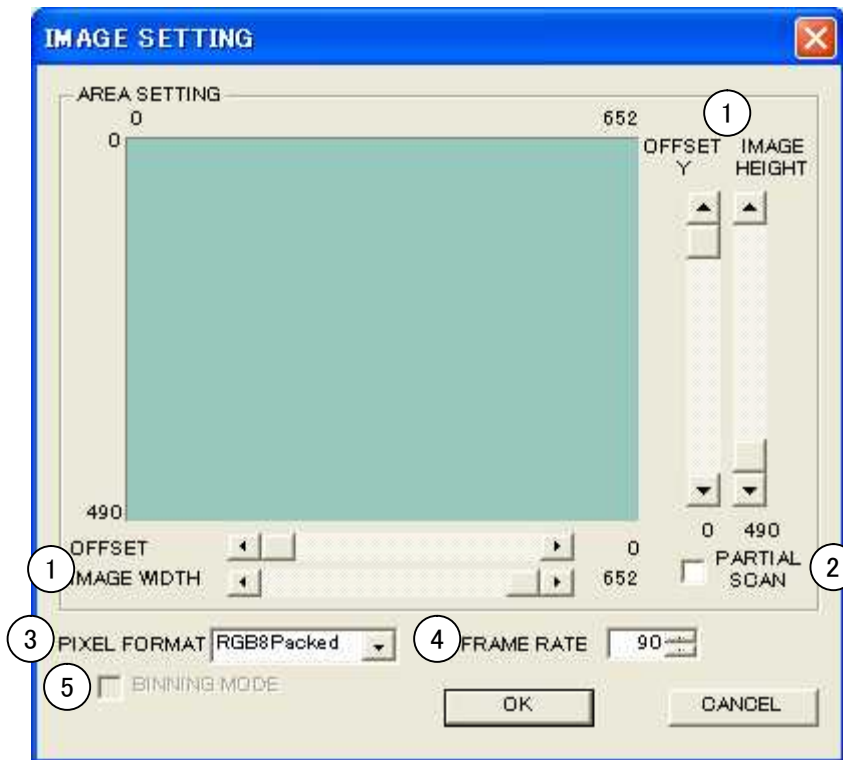 IMAGE SETTING
AREA SETTING
0 652
1
0
OFFSET Y
IMAGE HEIGHT
490
0 490
OFFSET 0
1
IMAGE WIDTH 652
PARTIAL SCAN
2
3 PIXEL FORMAT RGB8Packed
4 FRAME RATE 90
5 BINNING MODE
OK CANCEL